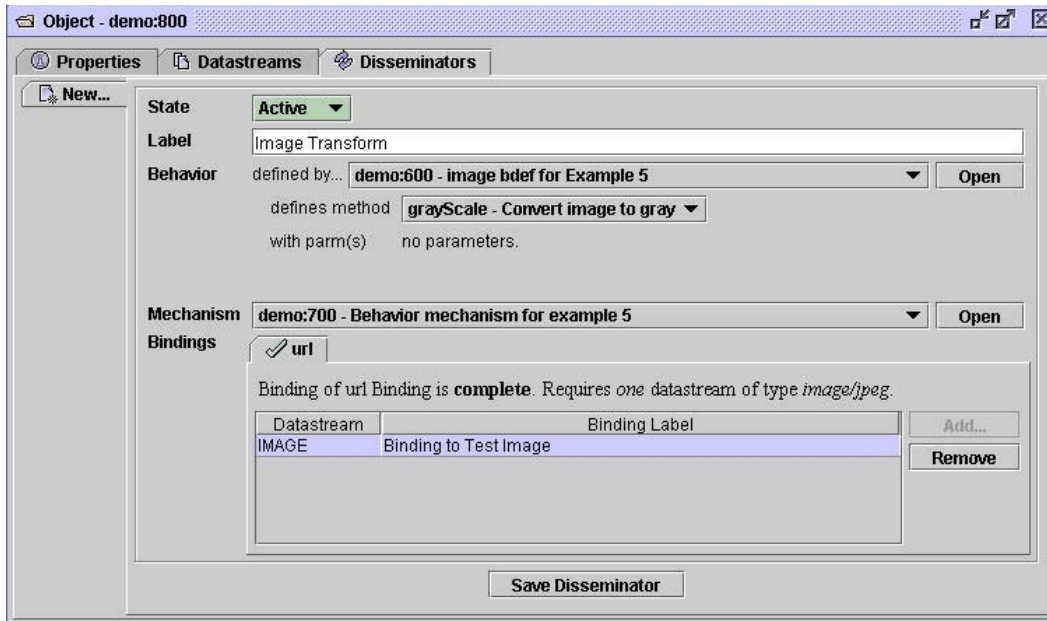 Object - demo:800
Properties Datastreams Disseminators
New...
State Active
Label Image Transform
Behavior defined by... demo:600 - image bdef for Example 5 Open
defines method grayScale - Convert image to gray
with parm(s) no parameters.
Mechanism demo:700 - Behavior mechanism for example 5 Open
Bindings url
Binding of url Binding is complete. Requires one datastream of type image/jpeg.
Datastream Binding Label Add...
IMAGE Binding to Test Image
Remove
Save Disseminator